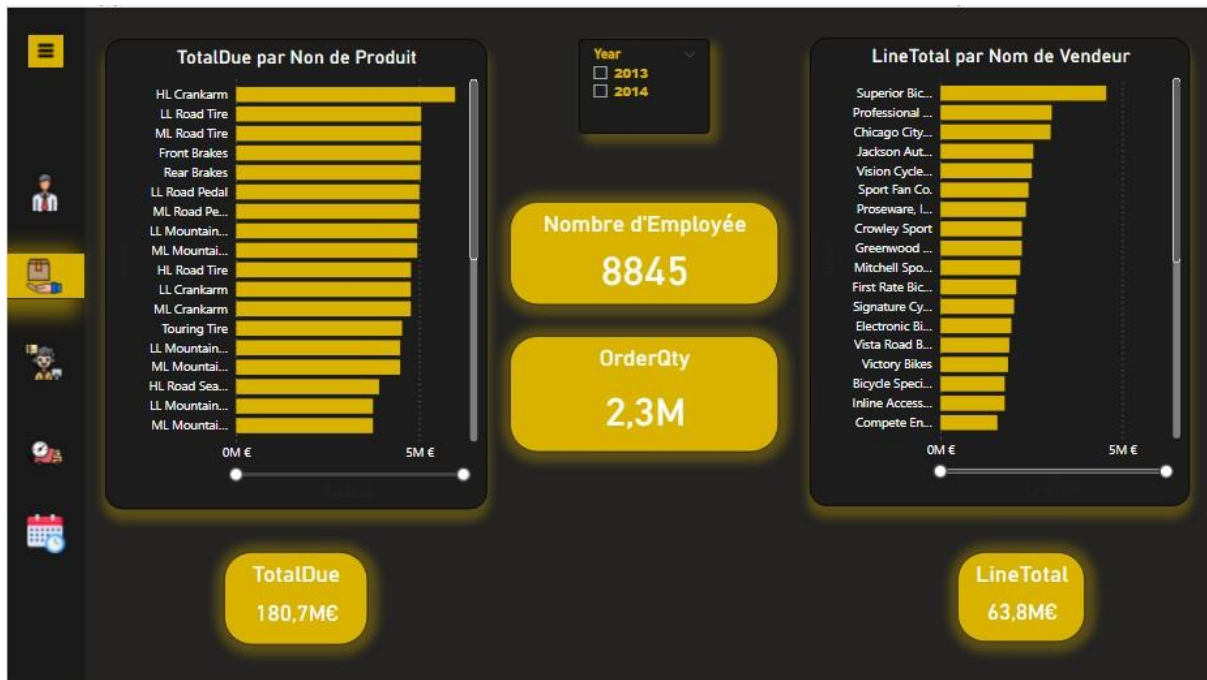 TotalDue par Non de Produit
HL Crankarm
LL Road Tire
ML Road Tire
Front Brakes
Rear Brakes
LL Road Pedal
ML Road Pe...
LL Mountain...
ML Mountai...
HL Road Tire
LL Crankarm
ML Crankarm
Touring Tire
LL Mountain...
ML Mountai...
HL Road Sea...
LL Mountain...
ML Mountai...
0M €
5M €
Year
2013
2014
Nombre d'Employée
8845
OrderQty
2,3M
LineTotal par Nom de Vendeur
Superior Bic...
Professional ...
Chicago City...
Jackson Aut...
Vision Cycle...
Sport Fan Co.
Proseware, I...
Crowley Sport
Greenwood ...
Mitchell Spo...
First Rate Bic...
Signature Cy...
Electronic Bi...
Vista Road B...
Victory Bikes
Bicycle Speci...
Inline Access...
Compete En...
0M €
5M €
TotalDue
180,7M€
LineTotal
63,8M€